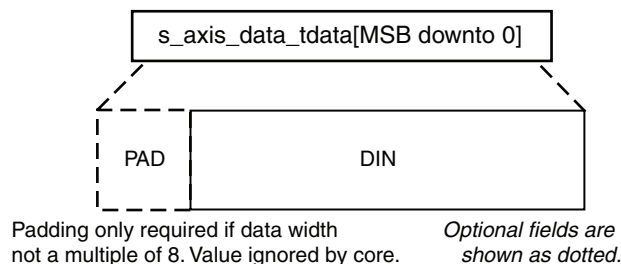 s_axis_data_tdata[MSB downto 0]
PAD
DIN
Padding only required if data width
not a multiple of 8. Value ignored by core.
Optional fields are
shown as dotted.